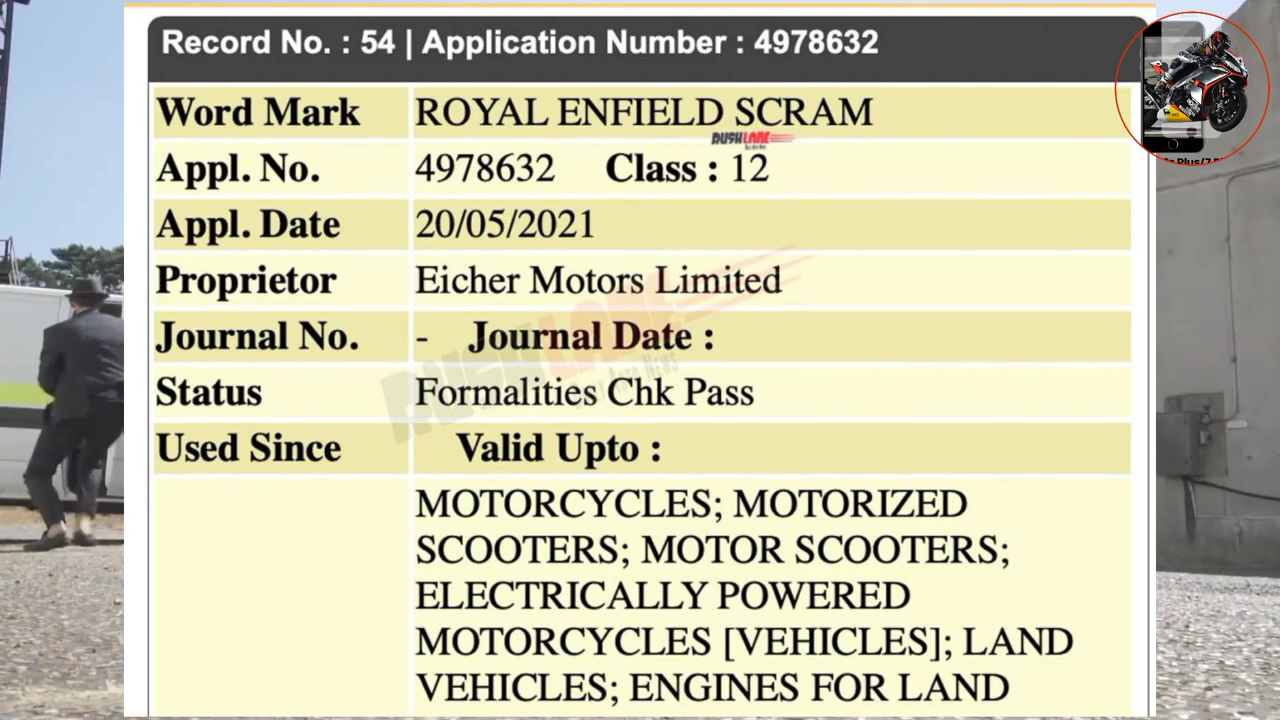 Record No. : 54 | Application Number : 4978632
Word Mark ROYAL ENFIELD SCRAM
RUSHLANE
Appl. No. 4978632 Class : 12
Appl. Date 20/05/2021
Proprietor Eicher Motors Limited
Journal No. - Journal Date :
RUSHLANE
Status Formalities Chk Pass
Used Since Valid Upto :
MOTORCYCLES; MOTORIZED
SCOOTERS; MOTOR SCOOTERS;
ELECTRICALLY POWERED
MOTORCYCLES [VEHICLES]; LAND
VEHICLES; ENGINES FOR LAND